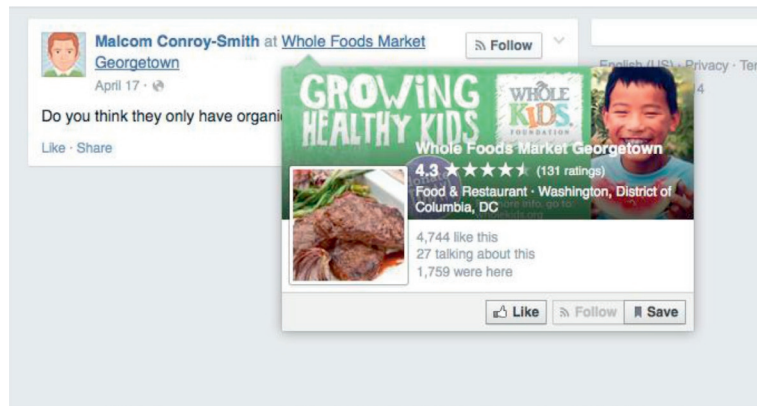 Malcom Conroy-Smith at Whole Foods Market
Georgetown
April 17 ·
Follow
Do you think they only have organi
Like · Share
English (US) · Privacy · Ter
4
GROWING
HEALTHY KIDS
WHOLE
KIDS
FOUNDATION
Whole Foods Market Georgetown
4.3 ★★★★ (131 ratings)
Food & Restaurant · Washington, District of
Columbia, DC
4,744 like this
27 talking about this
1,759 were here
Like
Follow
Save